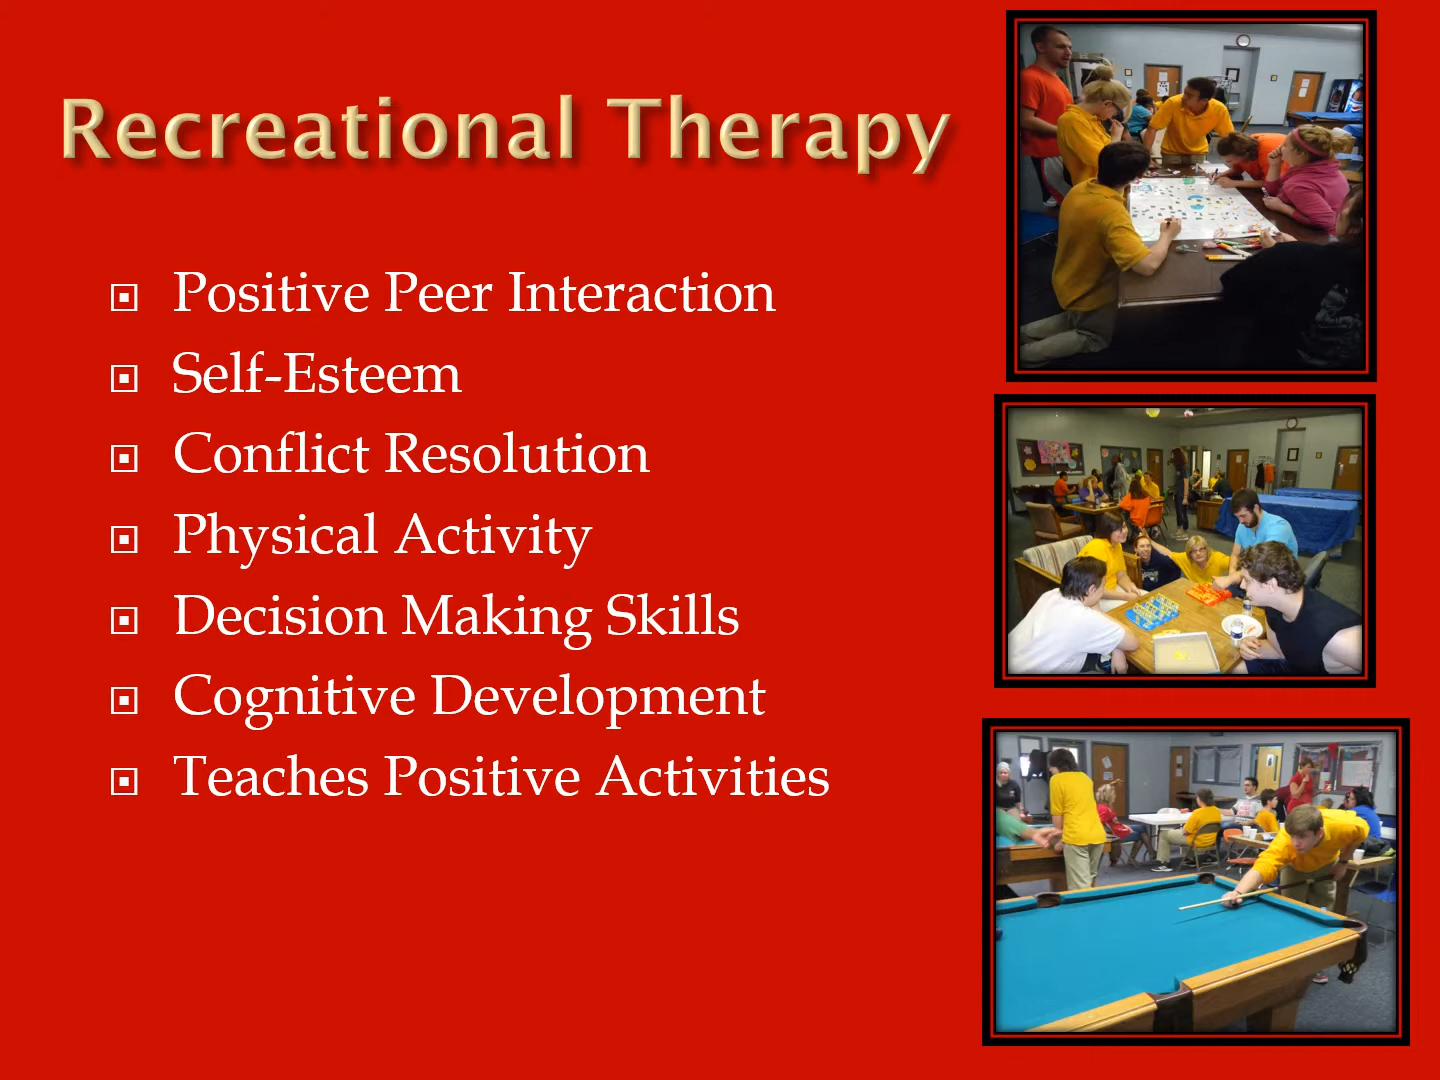 Recreational Therapy
Positive Peer Interaction
Self-Esteem
Conflict Resolution
Physical Activity
Decision Making Skills
Cognitive Development
Teaches Positive Activities